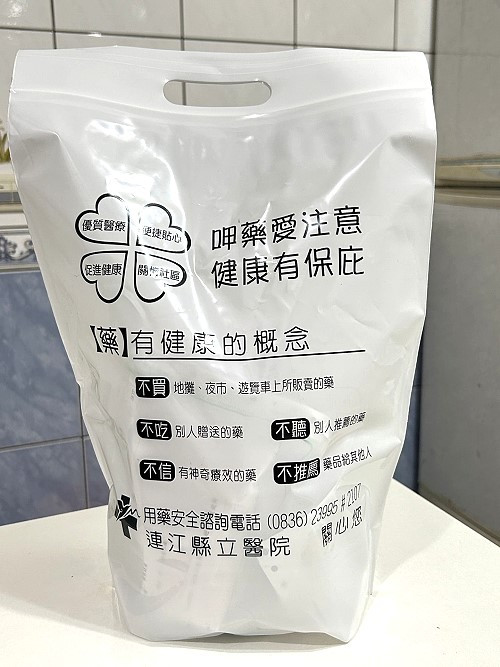 優質醫療 便捷貼心
促進健康 關懷社區
呷藥愛注意
健康有保庇
【藥】有健康的概念
不買 地攤、夜市、遊覽車上所販賣的藥
不吃 別人贈送的藥 不聽 別人推薦的藥
不信 有神奇療效的藥 不推薦 藥品給其他人
用藥安全諮詢電話 (0836) 23995 # 2107
連江縣立醫院 關心您